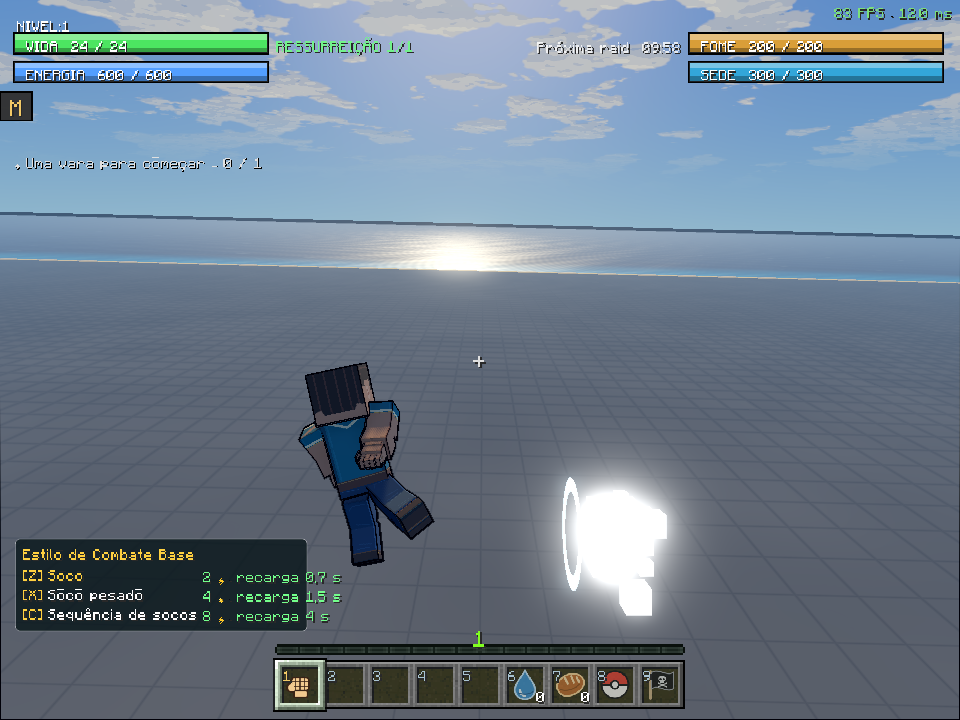 83 FPS . 12.0 ms
NIVEL:1
VIDA 24 / 24
RESSURREIÇÃO 1/1
Próxima raid 09:58
FOME 200 / 200
ENERGIA 600 / 600
SEDE 300 / 300
M
Uma vara para começar - 0 / 1
Estilo de Combate Base
[Z] Soco 2 , recarga 0,7 s
[X] Soco pesado 4 , recarga 1,5 s
[C] Sequência de socos 8 , recarga 4 s
1
1 2 3 4 5 6 7 8 9
0 0